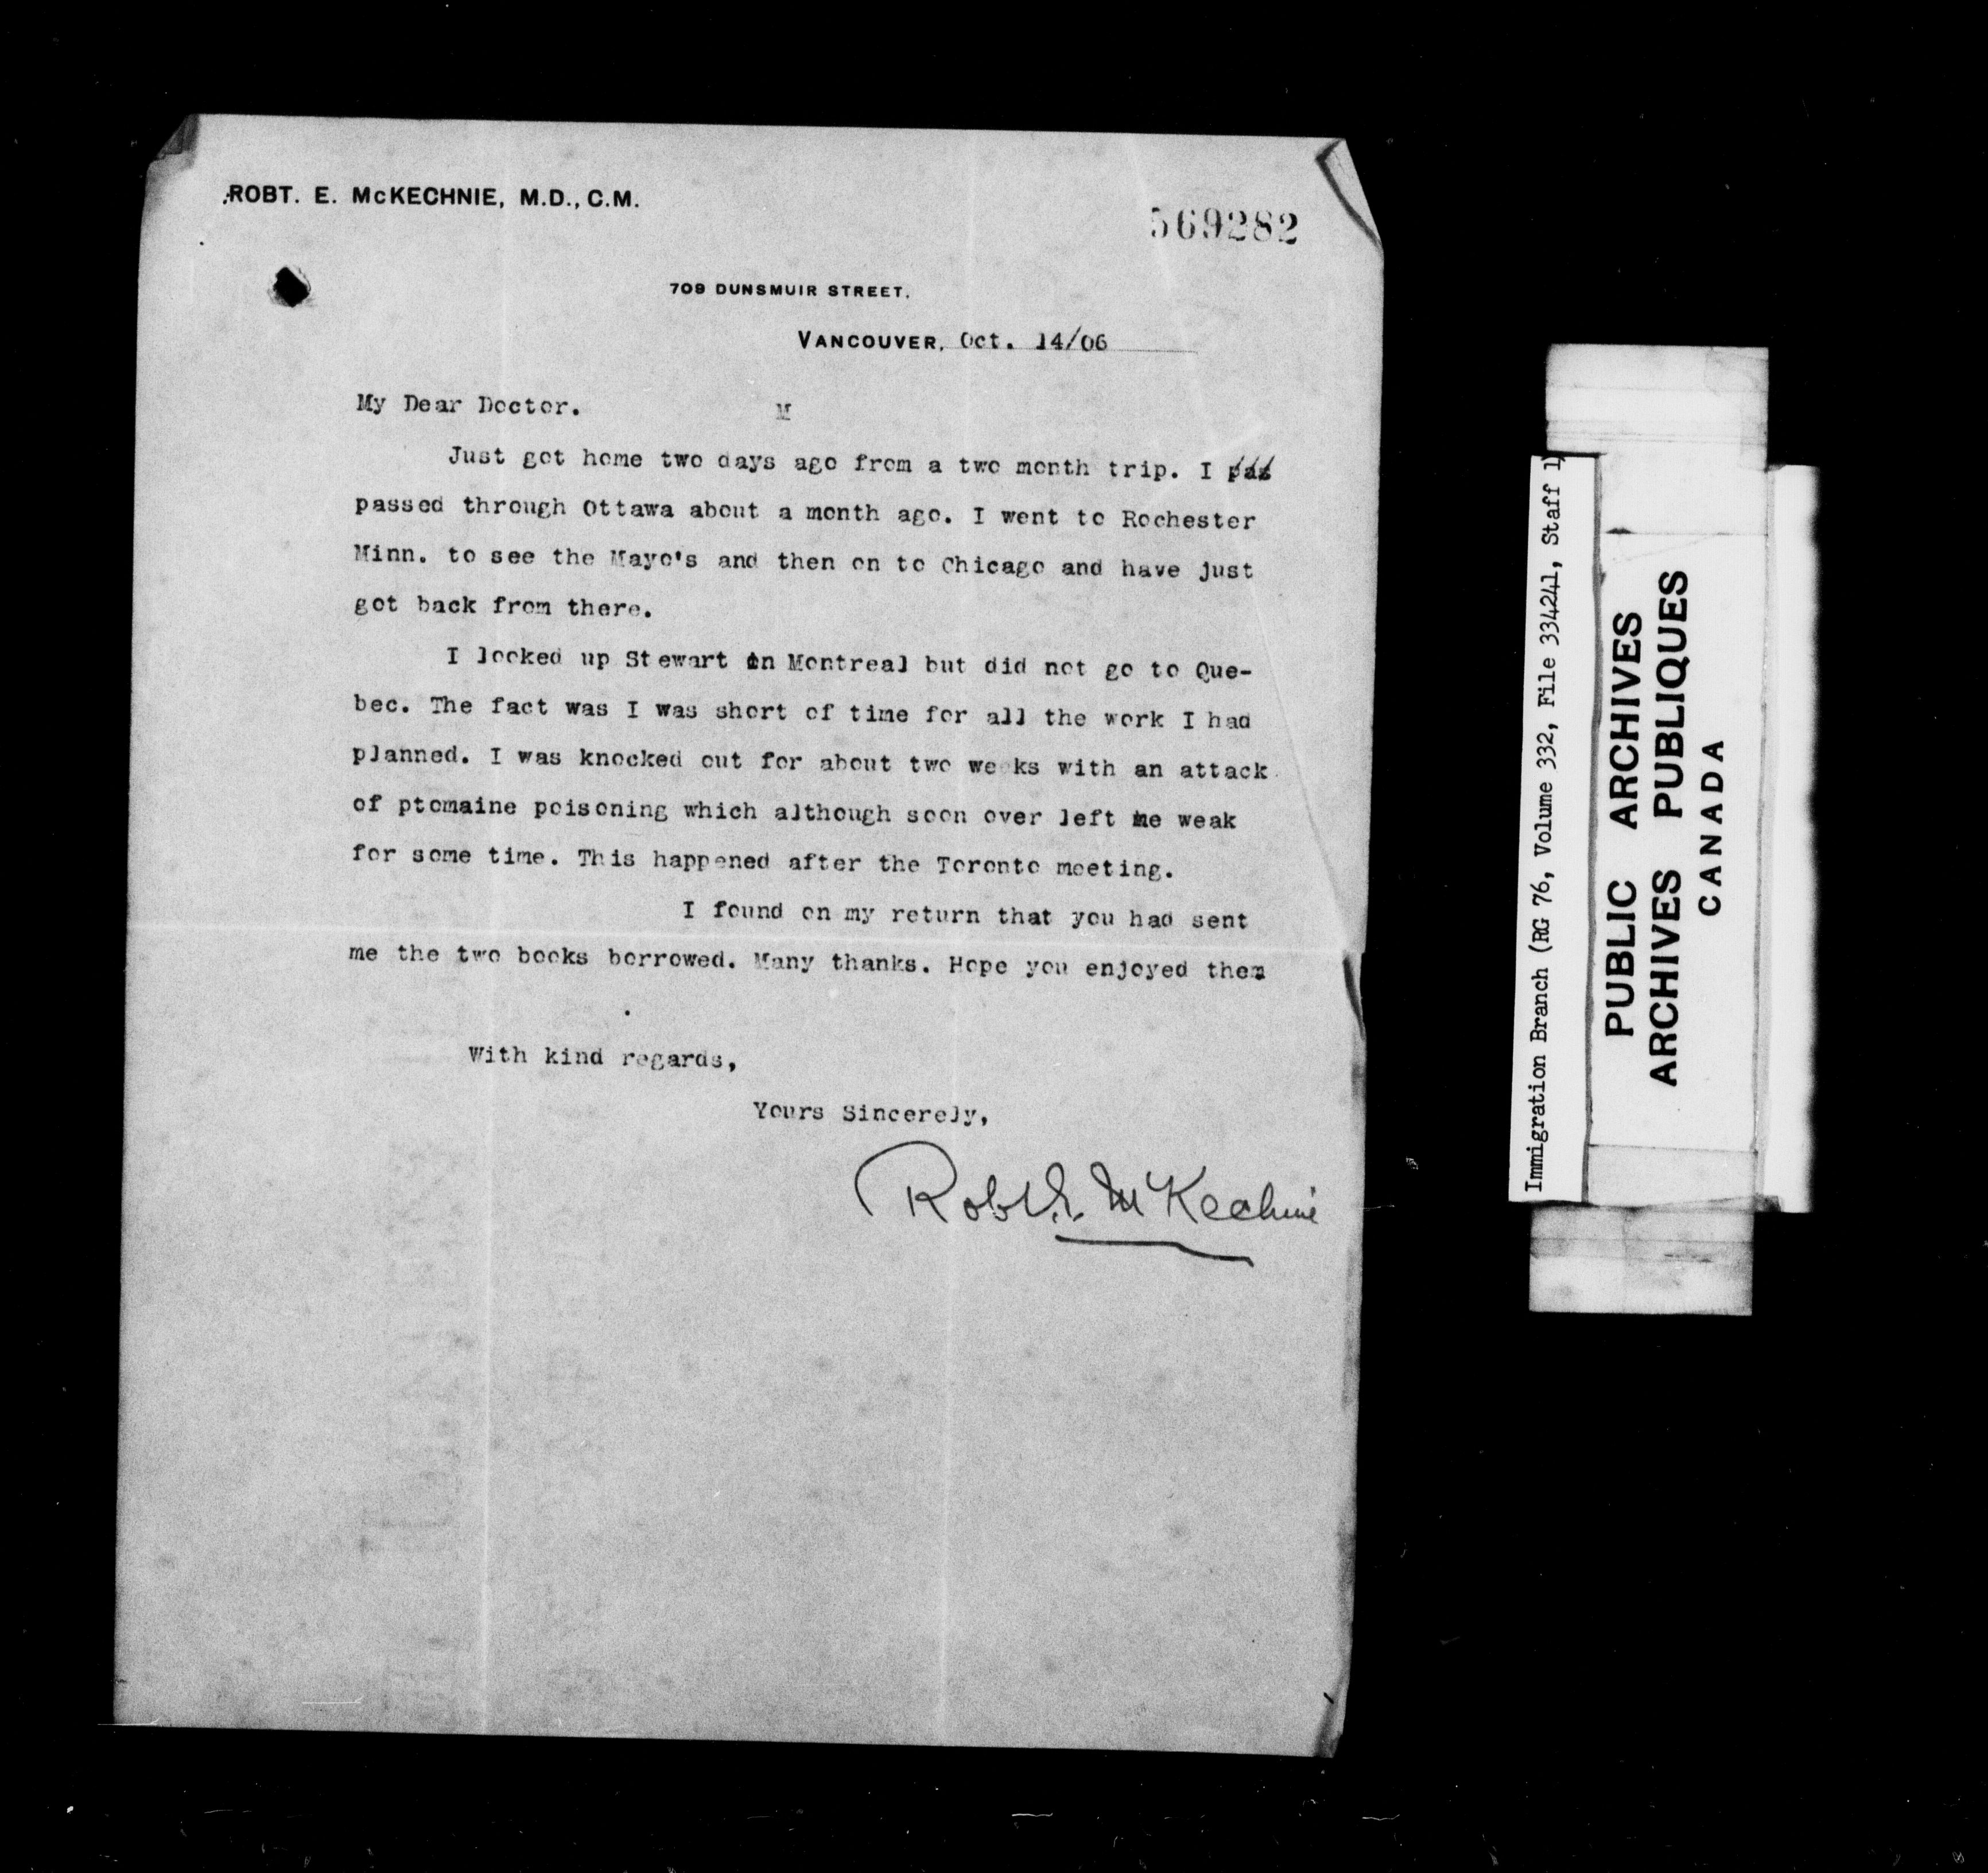 ROBT. E. McKECHNIE, M.D., C.M.
569282
709 DUNSMUIR STREET.
VANCOUVER, Oct. 14/06
My Dear Doctor. M
Just got home two days ago from a two month trip. I pas
passed through Ottawa about a month ago. I went to Rochester
Minn. to see the Mayo's and then on to Chicago and have just
got back from there.
I looked up Stewart in Montreal but did not go to Que-
bec. The fact was I was short of time for all the work I had
planned. I was knocked out for about two weeks with an attack
of ptomaine poisoning which although soon over left me weak
for some time. This happened after the Toronto meeting.
I found on my return that you had sent
me the two books borrowed. Many thanks. Hope you enjoyed them
With kind regards,
Yours Sincerely,
Robt. E. McKechnie
Immigration Branch (RG 76, Volume 332, File 334241, Staff 1)
PUBLIC ARCHIVES
ARCHIVES PUBLIQUES
CANADA